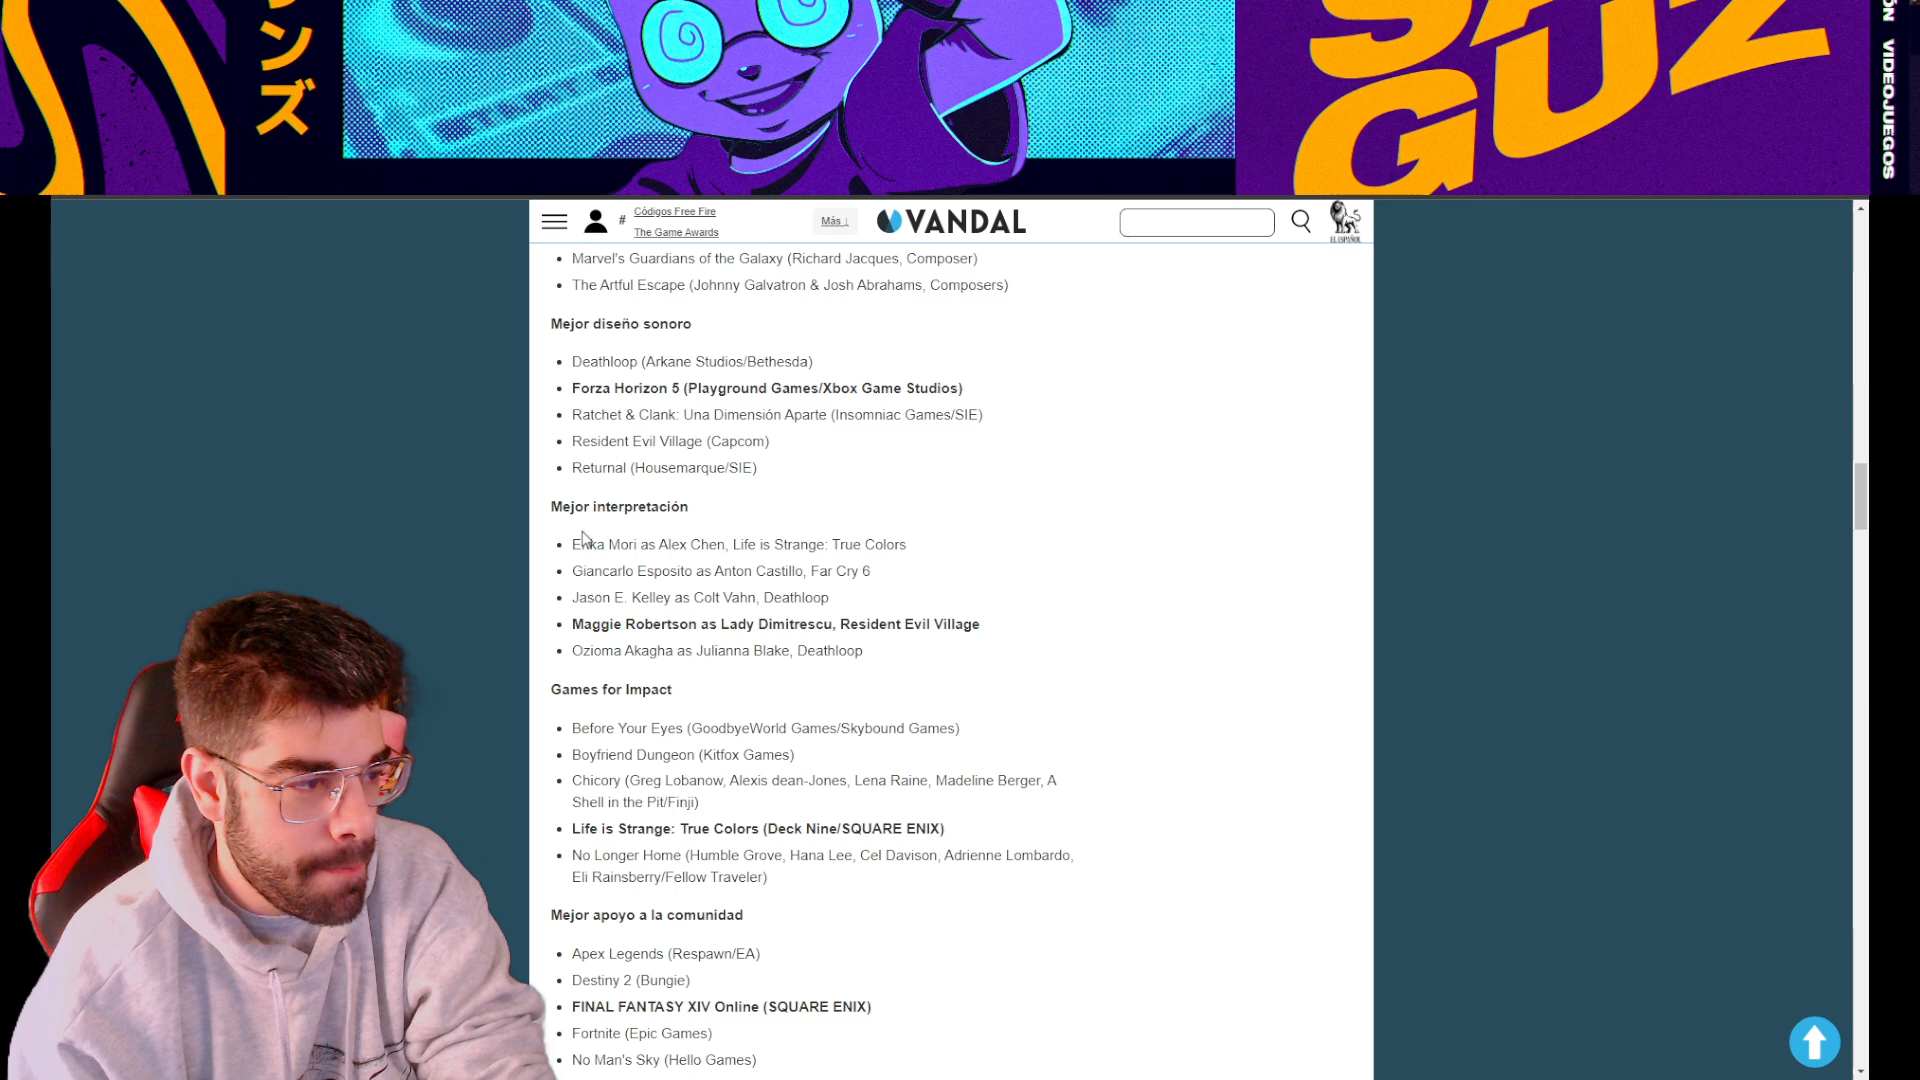 ンズ
VIDEOJUEGOS
GUZ
Códigos Free Fire
#
The Game Awards
Más ↓
VANDAL
EL ESPAÑOL
• Marvel's Guardians of the Galaxy (Richard Jacques, Composer)
• The Artful Escape (Johnny Galvatron & Josh Abrahams, Composers)
Mejor diseño sonoro
• Deathloop (Arkane Studios/Bethesda)
• Forza Horizon 5 (Playground Games/Xbox Game Studios)
• Ratchet & Clank: Una Dimensión Aparte (Insomniac Games/SIE)
• Resident Evil Village (Capcom)
• Returnal (Housemarque/SIE)
Mejor interpretación
• Erika Mori as Alex Chen, Life is Strange: True Colors
• Giancarlo Esposito as Anton Castillo, Far Cry 6
• Jason E. Kelley as Colt Vahn, Deathloop
• Maggie Robertson as Lady Dimitrescu, Resident Evil Village
• Ozioma Akagha as Julianna Blake, Deathloop
Games for Impact
• Before Your Eyes (GoodbyeWorld Games/Skybound Games)
• Boyfriend Dungeon (Kitfox Games)
• Chicory (Greg Lobanow, Alexis dean-Jones, Lena Raine, Madeline Berger, A
Shell in the Pit/Finji)
• Life is Strange: True Colors (Deck Nine/SQUARE ENIX)
• No Longer Home (Humble Grove, Hana Lee, Cel Davison, Adrienne Lombardo,
Eli Rainsberry/Fellow Traveler)
Mejor apoyo a la comunidad
• Apex Legends (Respawn/EA)
• Destiny 2 (Bungie)
• FINAL FANTASY XIV Online (SQUARE ENIX)
• Fortnite (Epic Games)
• No Man's Sky (Hello Games)